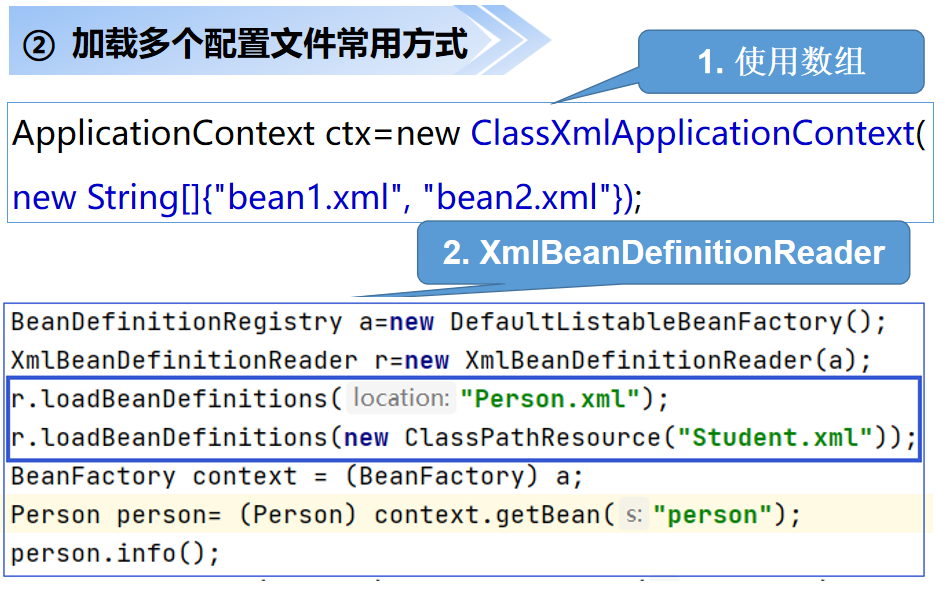 ② 加载多个配置文件常用方式
1. 使用数组
ApplicationContext ctx=new ClassXmlApplicationContext(
new String[]{"bean1.xml", "bean2.xml"});
2. XmlBeanDefinitionReader
BeanDefinitionRegistry a=new DefaultListableBeanFactory();
XmlBeanDefinitionReader r=new XmlBeanDefinitionReader(a);
r.loadBeanDefinitions( location: "Person.xml");
r.loadBeanDefinitions(new ClassPathResource("Student.xml"));
BeanFactory context = (BeanFactory) a;
Person person= (Person) context.getBean( s: "person");
person.info();